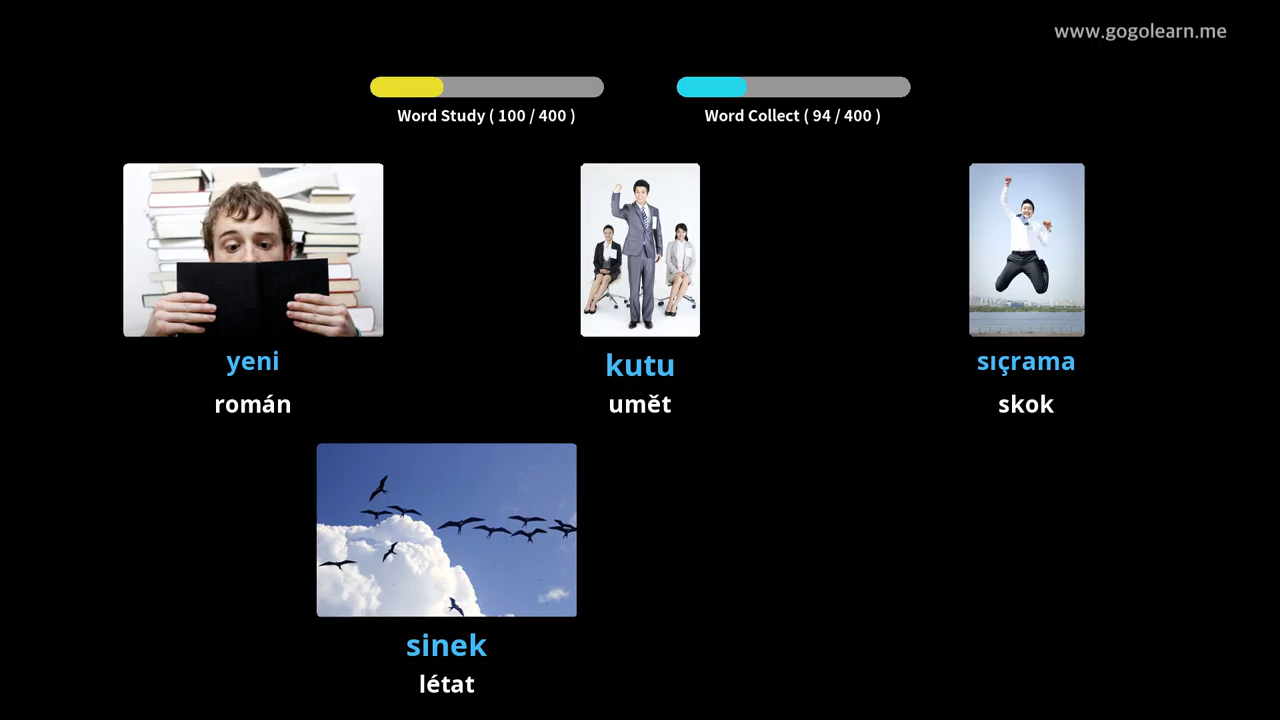 www.gogolearn.me
Word Study ( 100 / 400 )
Word Collect ( 94 / 400 )
yeni
román
kutu
umět
sıçrama
skok
sinek
létat